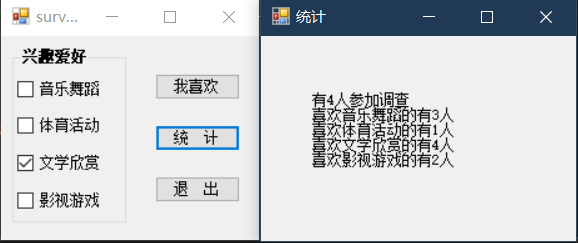 surv...
兴趣爱好
音乐舞蹈
体育活动
文学欣赏
影视游戏
我喜欢
统 计
退 出
统计
有4人参加调查
喜欢音乐舞蹈的有3人
喜欢体育活动的有1人
喜欢文学欣赏的有4人
喜欢影视游戏的有2人